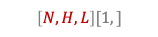 [N, H, L][1,]